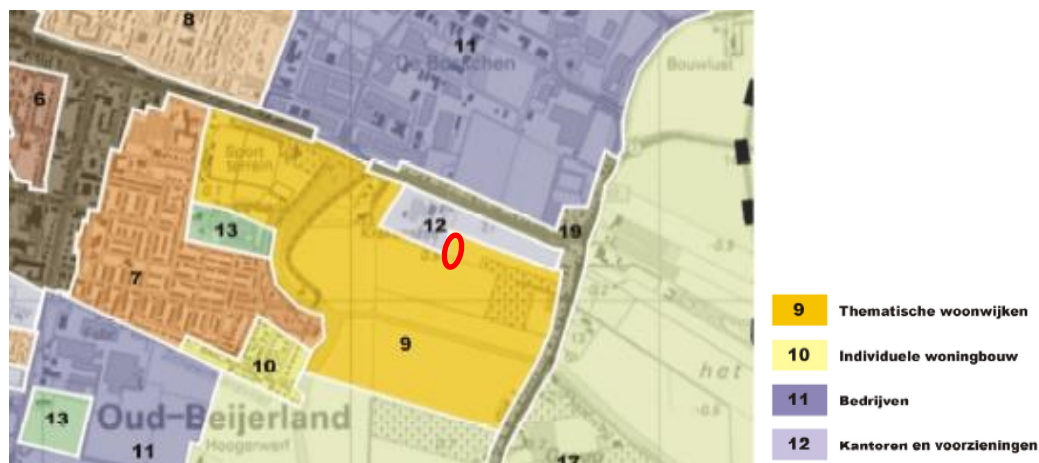 8
11
De Bosschen
Bouwlust
6
Sport
terrein
12
19
13
7
9
10
het
13
Oud-Beijerland
Hoogerwerf
11
17
9 Thematische woonwijken
10 Individuele woningbouw
11 Bedrijven
12 Kantoren en voorzieningen